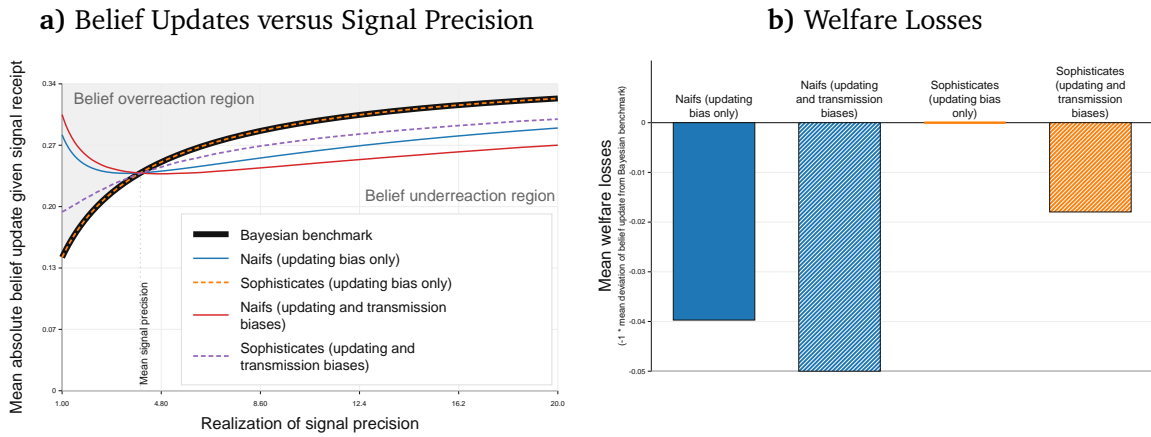 a) Belief Updates versus Signal Precision
Mean absolute belief update given signal receipt
0.34
0.27
0.20
0.13
0.07
0
Belief overreaction region
Belief underreaction region
Mean signal precision
Bayesian benchmark
Naifs (updating bias only)
Sophisticates (updating bias only)
Naifs (updating and transmission
biases)
Sophisticates (updating and
transmission biases)
1.00
4.80
8.60
12.4
16.2
20.0
Realization of signal precision
b) Welfare Losses
Mean welfare losses
(-1 * mean deviation of belief update from Bayesian benchmark)
Naifs (updating
bias only)
Naifs (updating
and transmission
biases)
Sophisticates
(updating bias
only)
Sophisticates
(updating and
transmission
biases)
0
-0.01
-0.02
-0.03
-0.04
-0.05